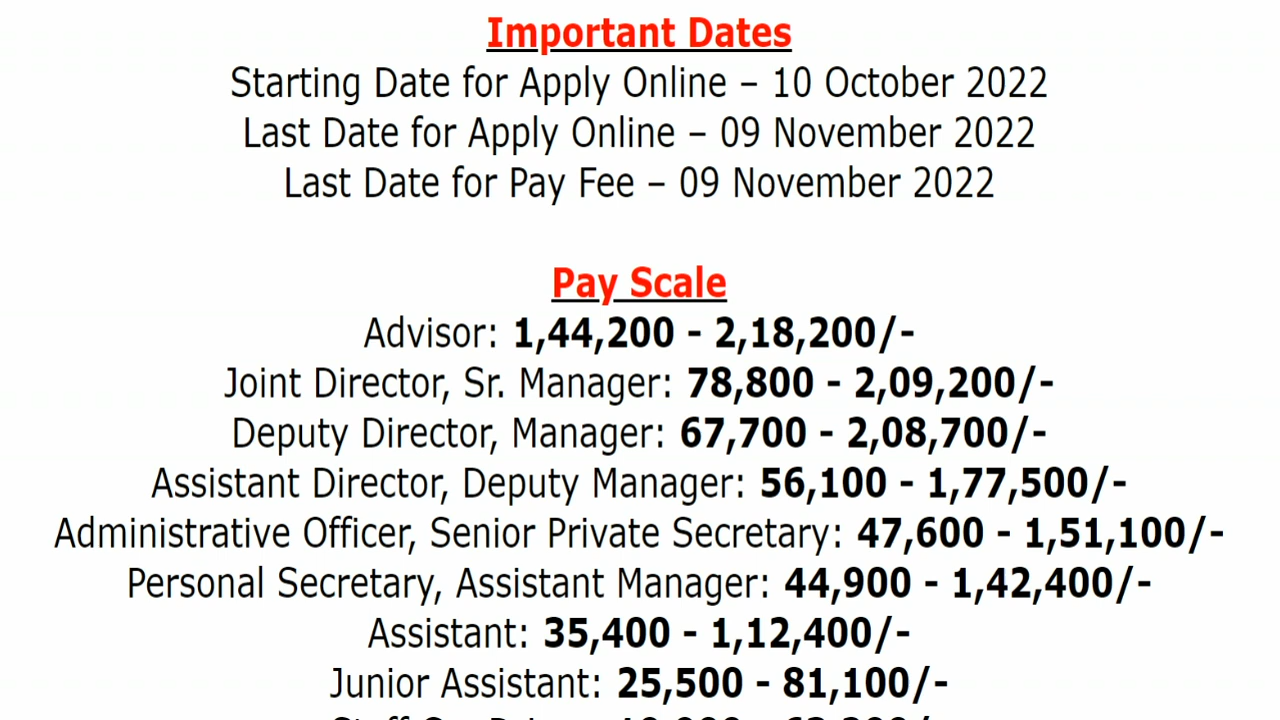 Important Dates
Starting Date for Apply Online – 10 October 2022
Last Date for Apply Online – 09 November 2022
Last Date for Pay Fee – 09 November 2022
Pay Scale
Advisor: 1,44,200 - 2,18,200/-
Joint Director, Sr. Manager: 78,800 - 2,09,200/-
Deputy Director, Manager: 67,700 - 2,08,700/-
Assistant Director, Deputy Manager: 56,100 - 1,77,500/-
Administrative Officer, Senior Private Secretary: 47,600 - 1,51,100/-
Personal Secretary, Assistant Manager: 44,900 - 1,42,400/-
Assistant: 35,400 - 1,12,400/-
Junior Assistant: 25,500 - 81,100/-